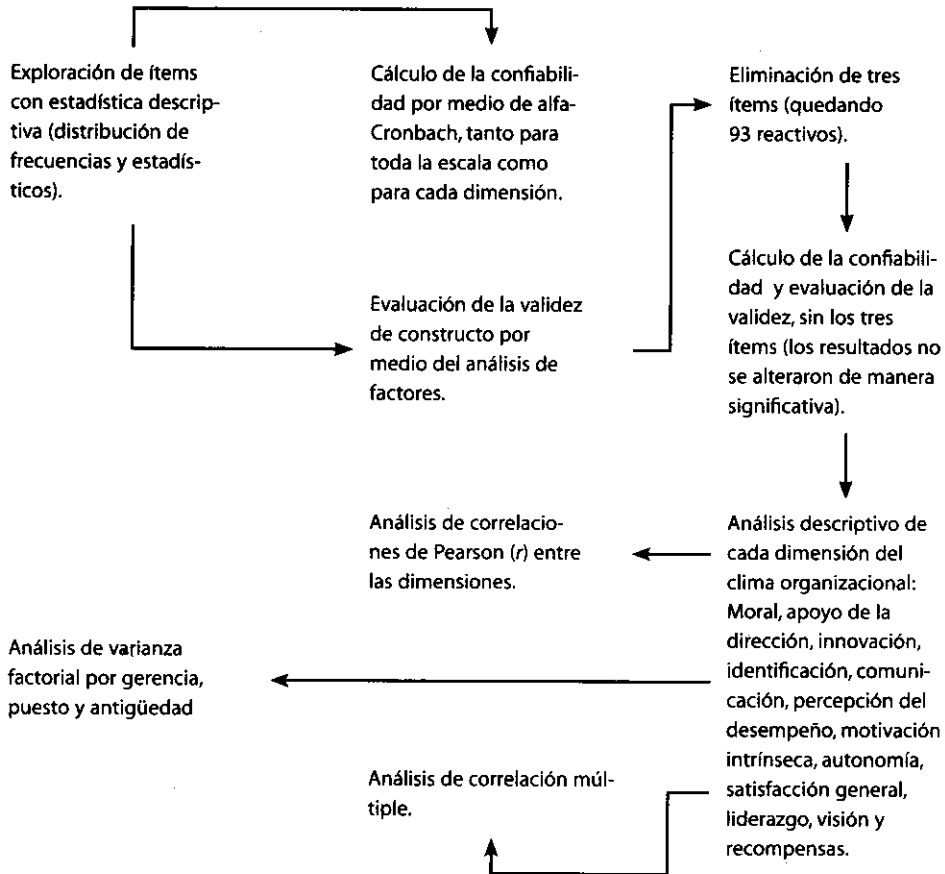 Exploración de ítems
con estadística descrip-
tiva (distribución de
frecuencias y estadís-
ticos).
Cálculo de la confiabili-
dad por medio de alfa-
Cronbach, tanto para
toda la escala como
para cada dimensión.
Eliminación de tres
ítems (quedando
93 reactivos).
Evaluación de la validez
de constructo por
medio del análisis de
factores.
Cálculo de la confiabili-
dad y evaluación de la
validez, sin los tres
ítems (los resultados no
se alteraron de manera
significativa).
Análisis descriptivo de
cada dimensión del
clima organizacional:
Moral, apoyo de la
dirección, innovación,
identificación, comuni-
cación, percepción del
desempeño, motivación
intrínseca, autonomía,
satisfacción general,
liderazgo, visión y
recompensas.
Análisis de correlacio-
nes de Pearson (r) entre
las dimensiones.
Análisis de varianza
factorial por gerencia,
puesto y antigüedad
Análisis de correlación múl-
tiple.